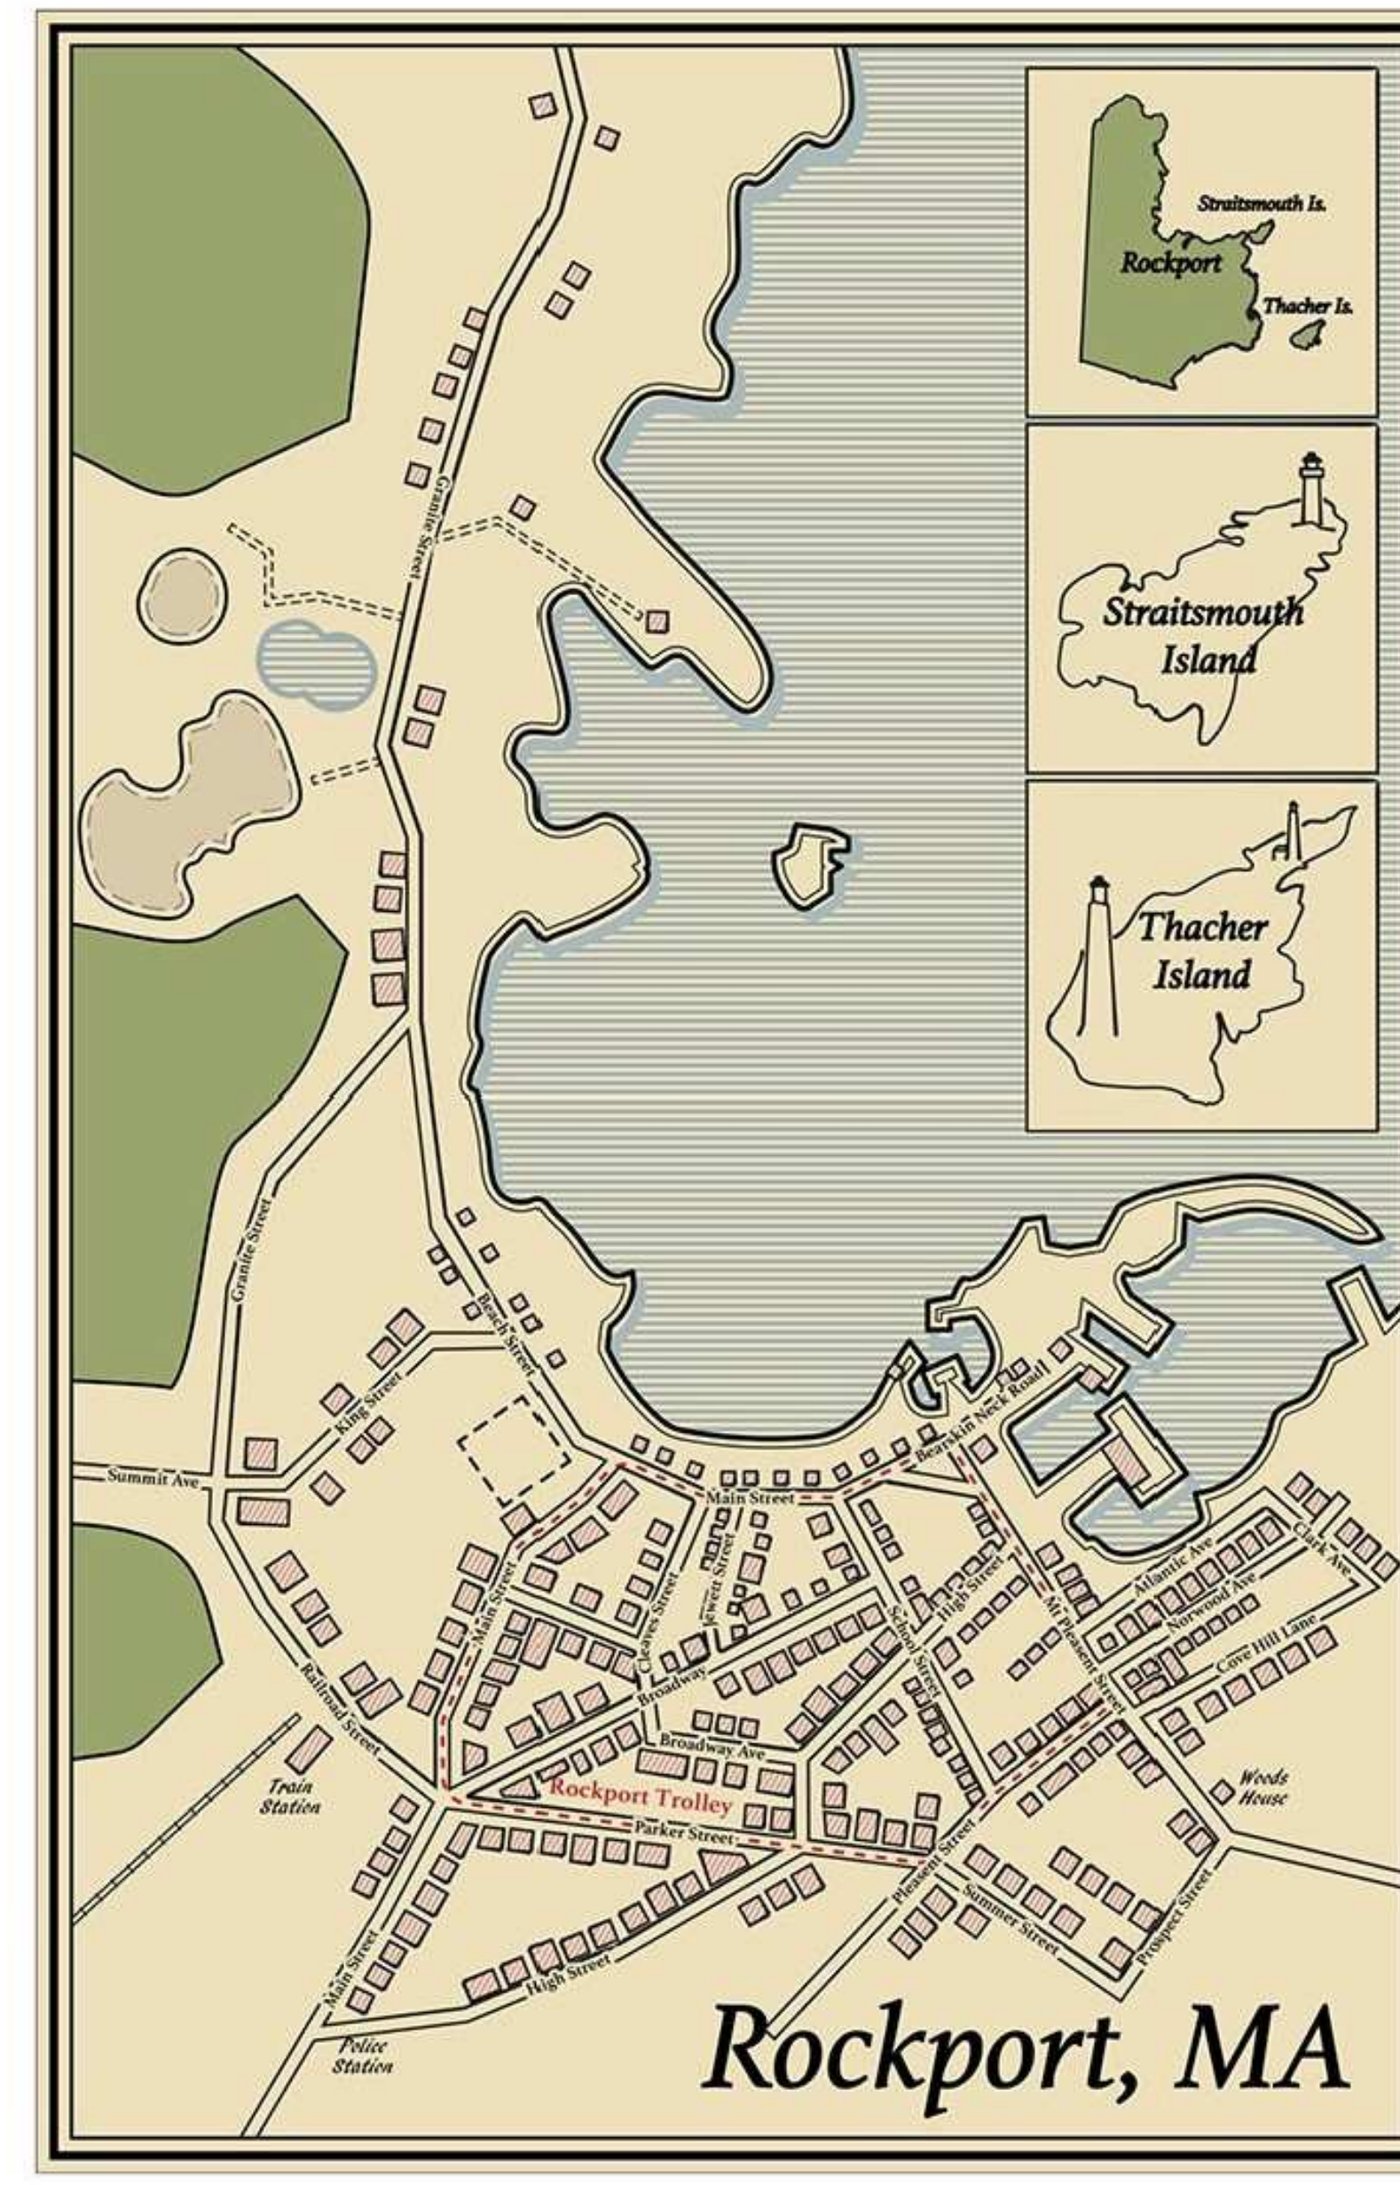 Straitsmouth Is.
Rockport
Thacher Is.
Straitsmouth
Island
Thacher
Island
Granite Street
Granite Street
Beach Street
King Street
Summit Ave
Bearskin Neck Road
Main Street
Main Street
Cleaves Street
Jewett Street
High Street
School Street
Mt Pleasant Street
Atlantic Ave
Norwood Ave
Clark Ave
Cove Hill Lane
Broadway
Broadway Ave
Railroad Street
Train
Station
Rockport Trolley
Parker Street
Woods
House
Pleasant Street
Summer Street
Prospect Street
Main Street
High Street
Police
Station
Rockport, MA